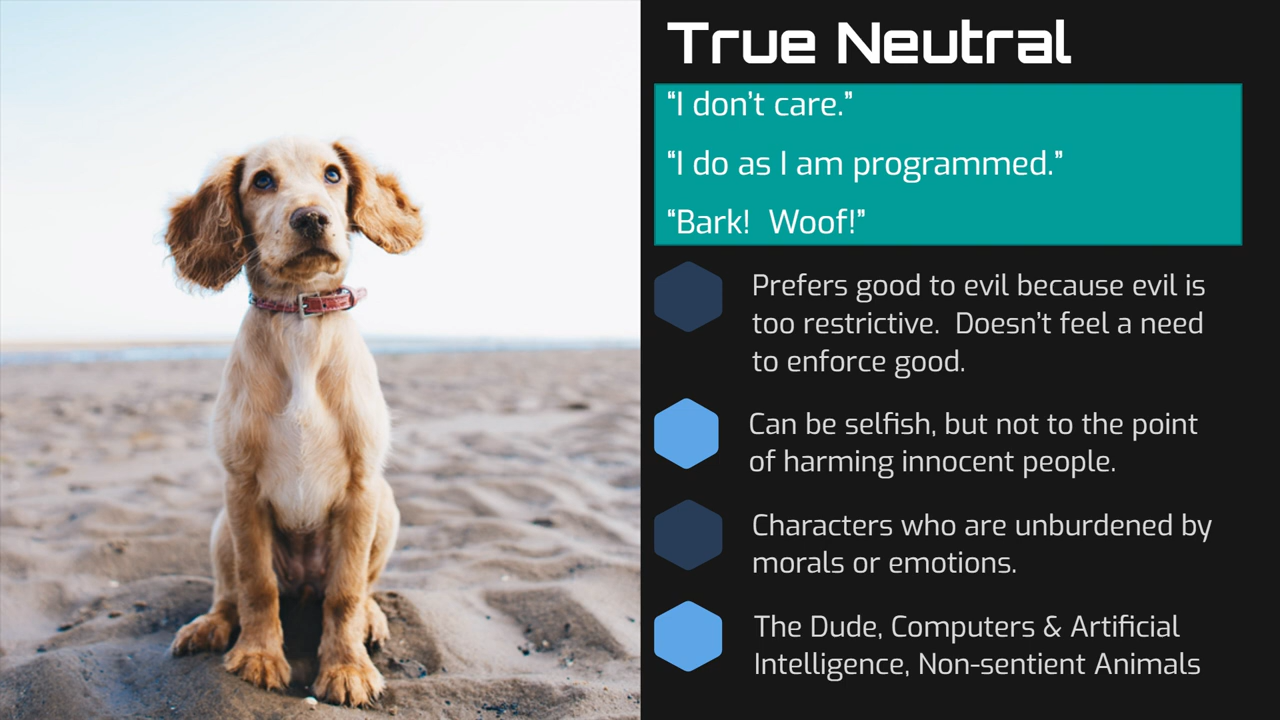 True Neutral
“I don’t care.”
“I do as I am programmed.”
“Bark!  Woof!”
Prefers good to evil because evil is
too restrictive.  Doesn’t feel a need
to enforce good.
Can be selfish, but not to the point
of harming innocent people.
Characters who are unburdened by
morals or emotions.
The Dude, Computers & Artificial
Intelligence, Non-sentient Animals